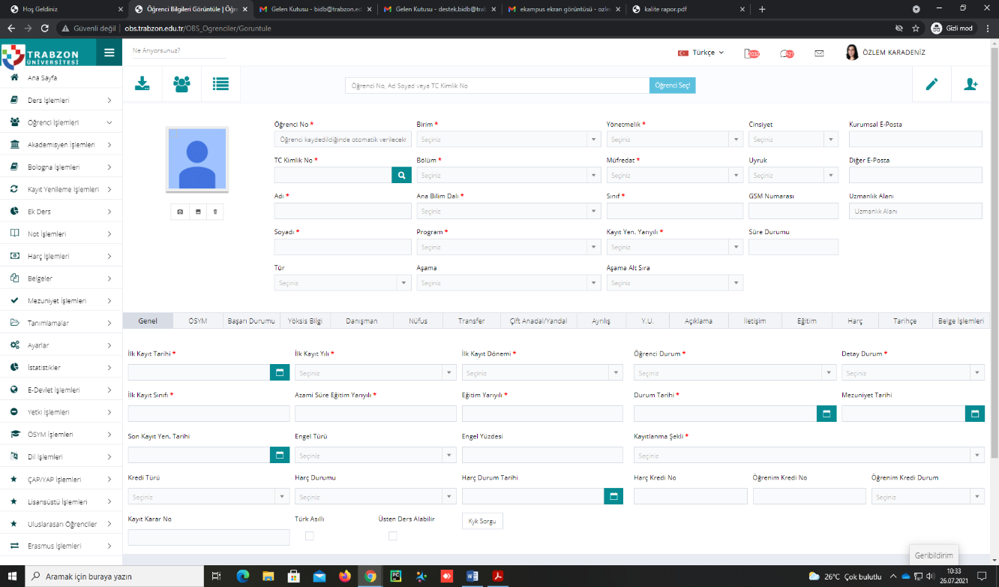 Hoş Geldiniz
Öğrenci Bilgileri Görüntüle | Öğre
Gelen Kutusu - bidb@trabzon.ed
Gelen Kutusu - destek.bidb@trab
ekampus ekran görüntüsü - ozle
kalite rapor.pdf
Güvenli değil | obs.trabzon.edu.tr/OBS_Ogrenciler/Goruntule
Gizli mod
TRABZON
ÜNİVERSİTESİ
Ne Arıyorsunuz?
Türkçe
2032
421
ÖZLEM KARADENİZ
Ana Sayfa
Ders İşlemleri
Öğrenci İşlemleri
Akademisyen İşlemleri
Bologna İşlemleri
Kayıt Yenileme İşlemleri
Ek Ders
Not İşlemleri
Harç İşlemleri
Belgeler
Mezuniyet İşlemleri
Tanımlamalar
Ayarlar
İstatistikler
E-Devlet İşlemleri
Yetki İşlemleri
ÖSYM İşlemleri
Dil İşlemleri
ÇAP/YAP İşlemleri
Lisansüstü İşlemleri
Uluslararası Öğrenciler
Erasmus İşlemleri
Öğrenci No, Ad Soyad veya TC Kimlik No
Öğrenci Seç!
Öğrenci No * Birim * Yönetmelik * Cinsiyet Kurumsal E-Posta
Öğrenci kaydedildiğinde otomatik verilecekt Seçiniz Seçiniz Seçiniz
TC Kimlik No * Bölüm * Müfredat * Uyruk Diğer E-Posta
Seçiniz Seçiniz Seçiniz
Adı * Ana Bilim Dalı * Sınıf * GSM Numarası Uzmanlık Alanı
Seçiniz Uzmanlık Alanı
Soyadı * Program * Kayıt Yen. Yarıyılı * Süre Durumu
Seçiniz Seçiniz
Tür Aşama Aşama Alt Sıra
Seçiniz Seçiniz Seçiniz
Genel ÖSYM Başarı Durumu Yöksis Bilgi Danışman Nüfus Transfer Çift Anadal/Yandal Ayrılış Y.U. Açıklama İletişim Eğitim Harç Tarihçe Belge İşlemleri
İlk Kayıt Tarihi * İlk Kayıt Yılı * İlk Kayıt Dönemi * Öğrenci Durum * Detay Durum *
Seçiniz Seçiniz Seçiniz Seçiniz
İlk Kayıt Sınıfı * Azami Süre Eğitim Yarıyılı * Eğitim Yarıyılı * Durum Tarihi * Mezuniyet Tarihi
Son Kayıt Yen. Tarihi Engel Türü Engel Yüzdesi Kayıtlanma Şekli *
Seçiniz Seçiniz
Kredi Türü Harç Durumu Harç Durum Tarihi Harç Kredi No Öğrenim Kredi No Öğrenim Kredi Durum
Seçiniz Seçiniz Seçiniz
Kayıt Karar No Türk Asıllı Üsten Ders Alabilir Kyk Sorgu
Geribildirim
Aramak için buraya yazın
26°C Çok bulutlu
10:33
26.07.2021